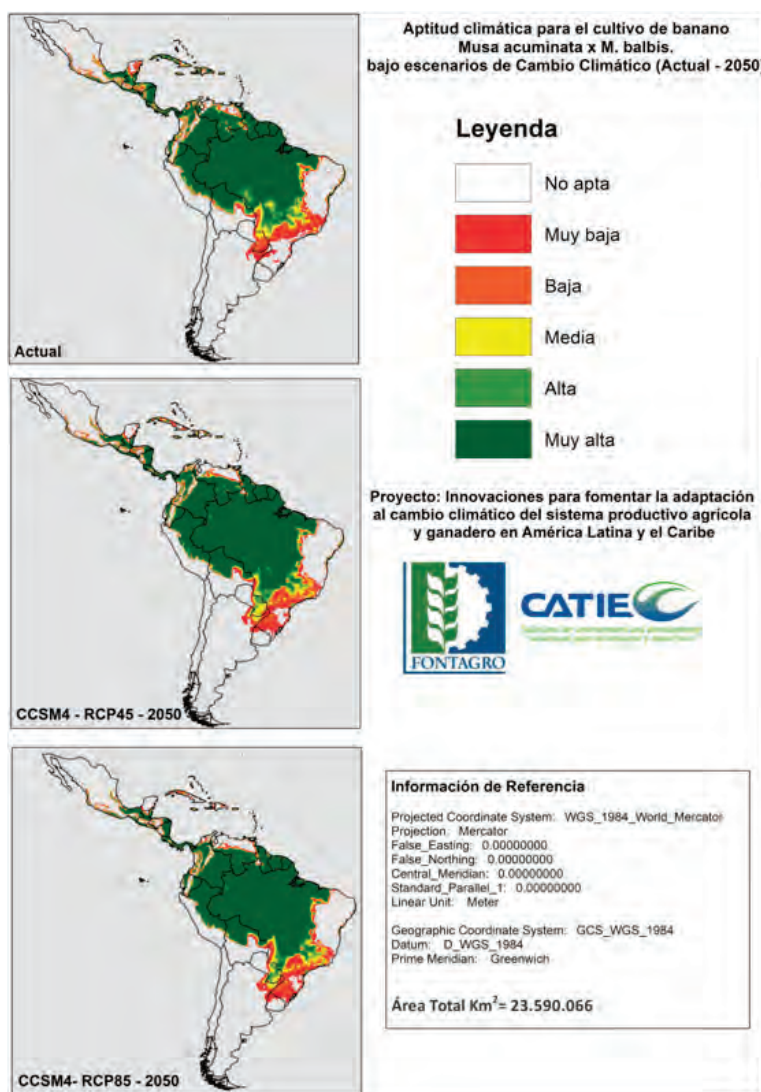 Aptitud climática para el cultivo de banano
Musa acuminata x M. balbis.
bajo escenarios de Cambio Climático (Actual - 2050)
Leyenda
No apta
Muy baja
Baja
Media
Alta
Muy alta
Actual
CCSM4 - RCP45 - 2050
CCSM4- RCP85 - 2050
Proyecto: Innovaciones para fomentar la adaptación
al cambio climático del sistema productivo agrícola
y ganadero en América Latina y el Caribe
FONTAGRO
CATIE
Información de Referencia
Projected Coordinate System: WGS_1984_World_Mercator
Projection: Mercator
False_Easting: 0.00000000
False_Northing: 0.00000000
Central_Meridian: 0.00000000
Standard_Parallel_1: 0.00000000
Linear Unit: Meter
Geographic Coordinate System: GCS_WGS_1984
Datum: D_WGS_1984
Prime Meridian: Greenwich
Área Total Km²= 23.590.066